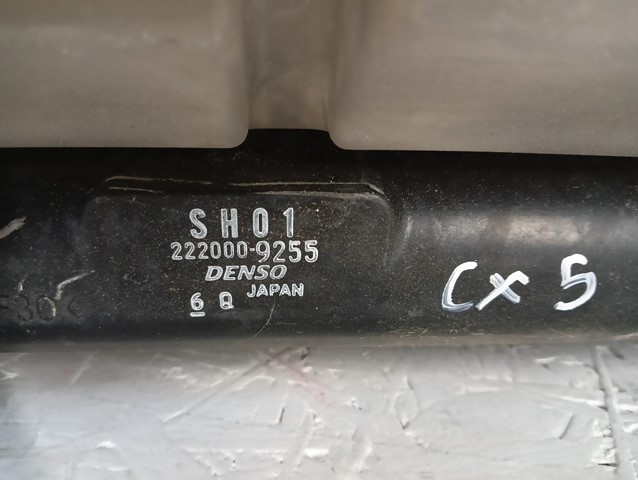 SH01
222000-9255
DENSO
JAPAN
6 Q
CX 5